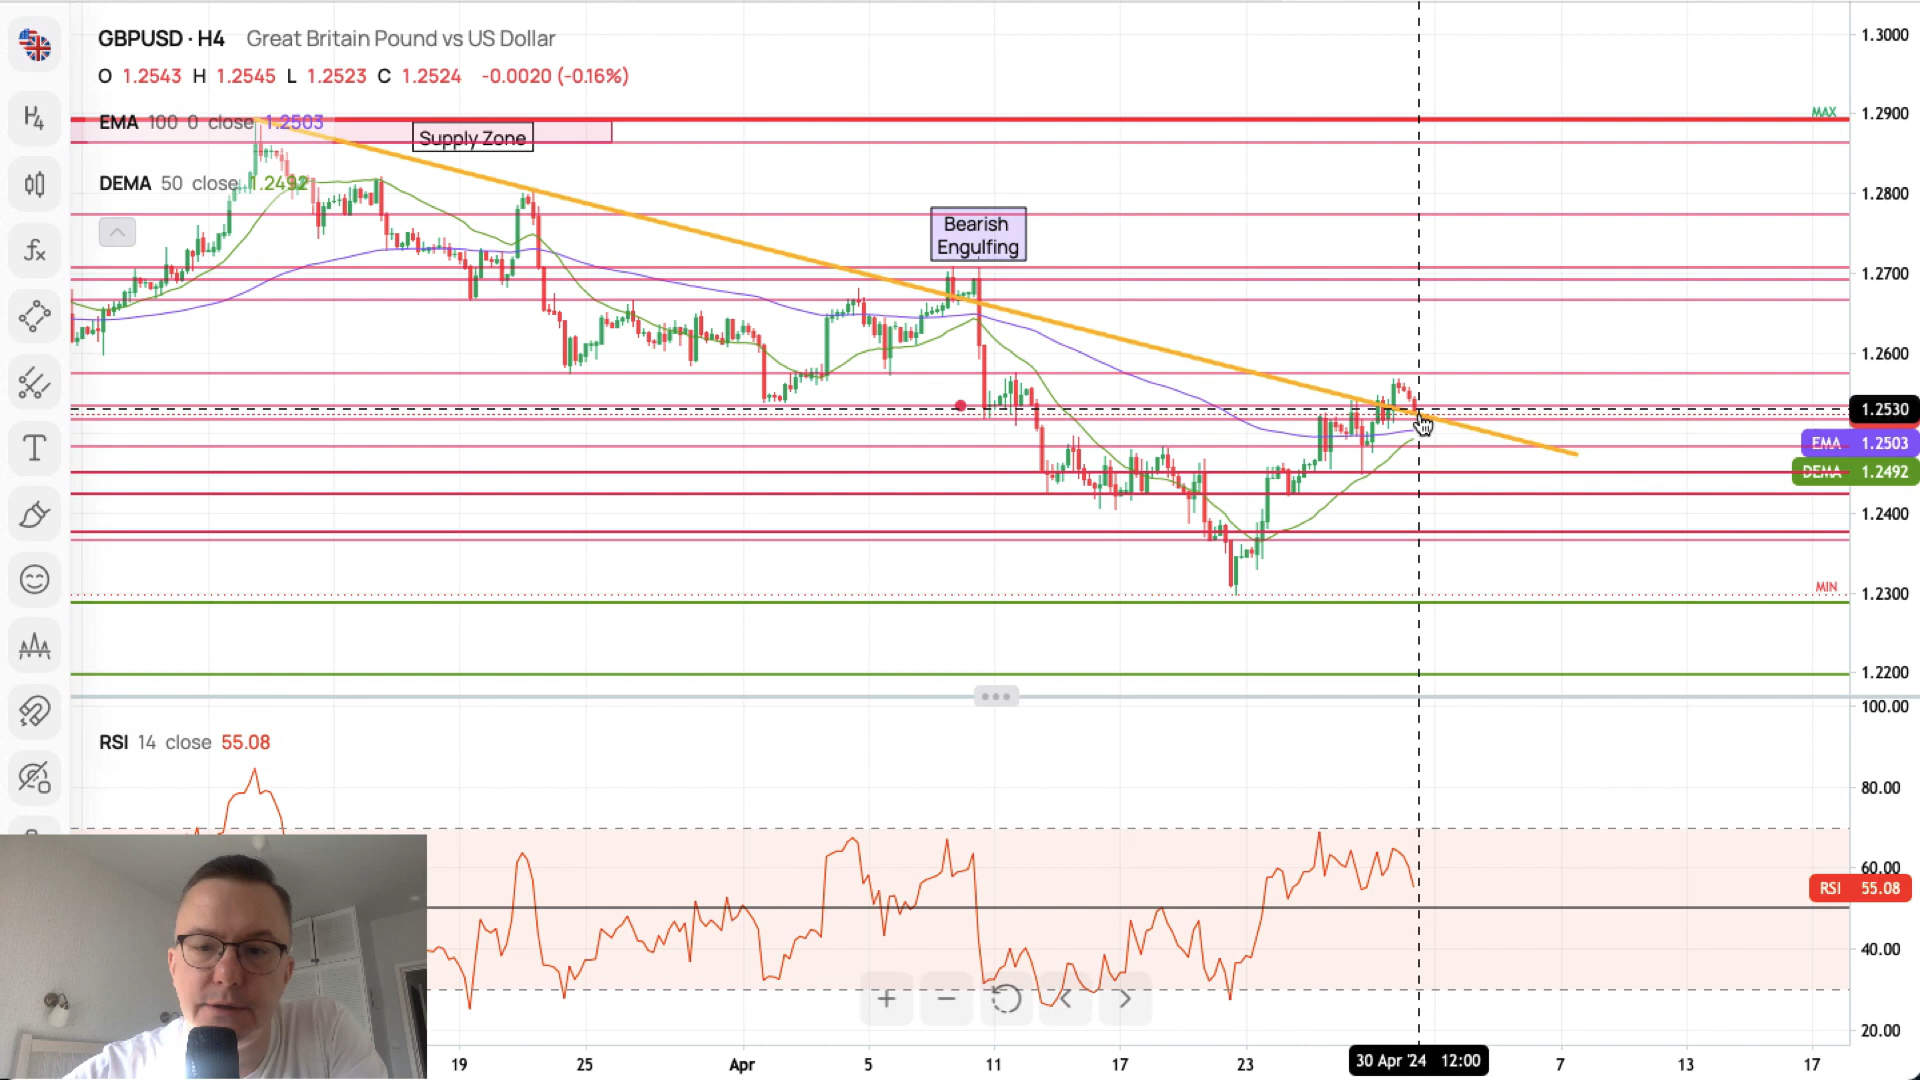 GBPUSD · H4 Great Britain Pound vs US Dollar
O 1.2543 H 1.2545 L 1.2523 C 1.2524 -0.0020 (-0.16%)
EMA 100 0 close 1.2503
DEMA 50 close 1.2492
Supply Zone
Bearish
Engulfing
MAX
MIN
1.3000
1.2900
1.2800
1.2700
1.2600
1.2530
EMA 1.2503
DEMA 1.2492
1.2400
1.2300
1.2200
H4
fx
T
RSI 14 close 55.08
100.00
80.00
60.00
RSI 55.08
40.00
20.00
19 25 Apr 5 11 17 23 30 Apr '24 12:00 7 13 17